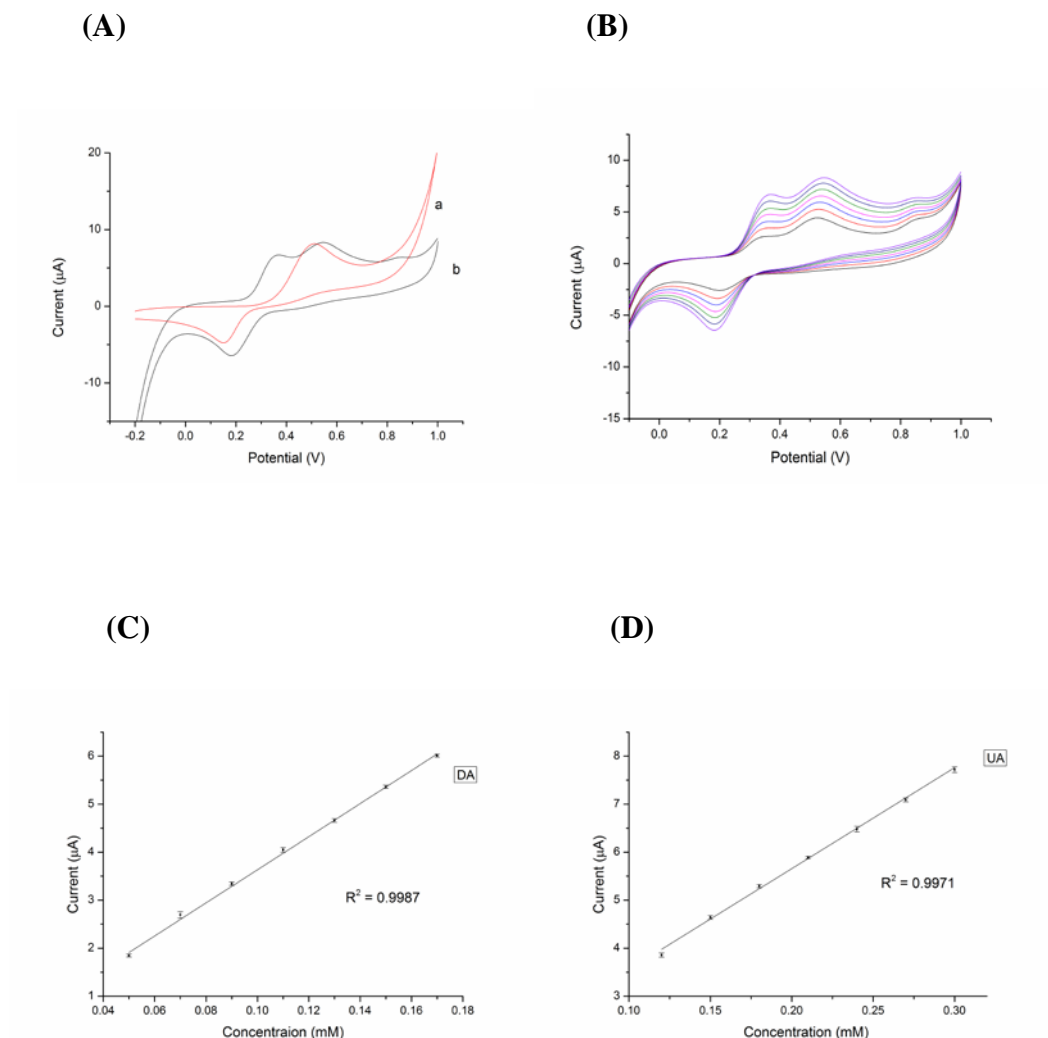 (A)
(B)
20
10
0
-10
-0.2 0.0 0.2 0.4 0.6 0.8 1.0
Current (µA)
Potential (V)
a
b
10
5
0
-5
-10
-15
0.0 0.2 0.4 0.6 0.8 1.0
Current (µA)
Potential (V)
(C)
(D)
6
5
4
3
2
1
0.04 0.06 0.08 0.10 0.12 0.14 0.16 0.18
Current (µA)
Concentraion (mM)
DA
R² = 0.9987
8
7
6
5
4
3
0.10 0.15 0.20 0.25 0.30
Current (µA)
Concentration (mM)
UA
R² = 0.9971